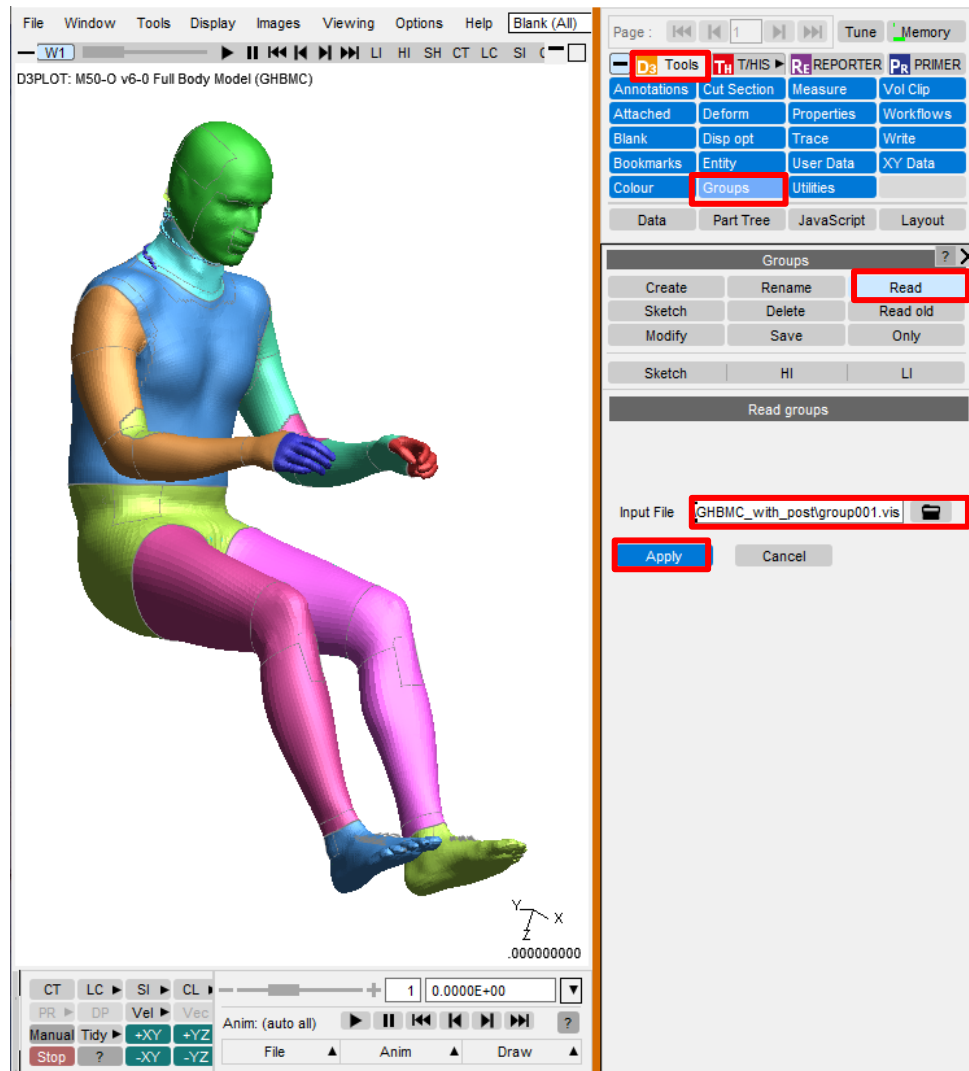 File Window Tools Display Images Viewing Options Help Blank (All)
W1 LI HI SH CT LC SI
D3PLOT: M50-O v6-0 Full Body Model (GHBMC)
Y X
Z
.000000000
CT LC SI CL
PR DP Vel Vec
Manual Tidy +XY +YZ
Stop ? -XY -YZ
1 0.0000E+00
Anim: (auto all) ?
File Anim Draw
Page : 1 Tune Memory
D3 Tools TH T/HIS RE REPORTER PR PRIMER
Annotations Cut Section Measure Vol Clip
Attached Deform Properties Workflows
Blank Disp opt Trace Write
Bookmarks Entity User Data XY Data
Colour Groups Utilities
Data Part Tree JavaScript Layout
Groups ? X
Create Rename Read
Sketch Delete Read old
Modify Save Only
Sketch HI LI
Read groups
Input File GHBMC_with_post\group001.vis
Apply Cancel